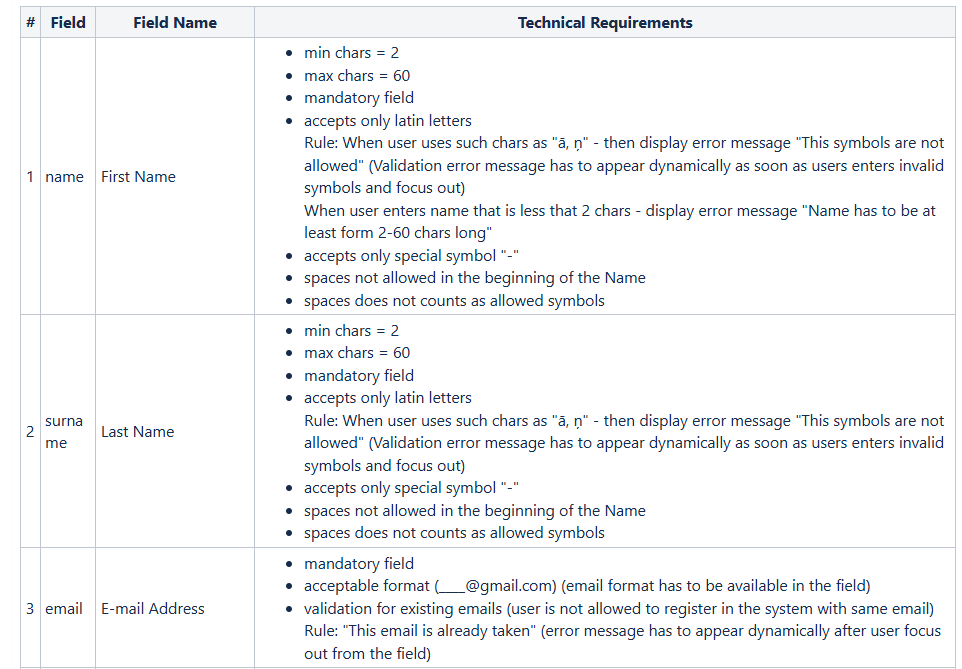 # Field Field Name Technical Requirements
1 name First Name
• min chars = 2
• max chars = 60
• mandatory field
• accepts only latin letters
Rule: When user uses such chars as "ā, ņ" - then display error message "This symbols are not
allowed" (Validation error message has to appear dynamically as soon as users enters invalid
symbols and focus out)
When user enters name that is less that 2 chars - display error message "Name has to be at
least form 2-60 chars long"
• accepts only special symbol "-"
• spaces not allowed in the beginning of the Name
• spaces does not counts as allowed symbols
2 surna
me Last Name
• min chars = 2
• max chars = 60
• mandatory field
• accepts only latin letters
Rule: When user uses such chars as "ā, ņ" - then display error message "This symbols are not
allowed" (Validation error message has to appear dynamically as soon as users enters invalid
symbols and focus out)
• accepts only special symbol "-"
• spaces not allowed in the beginning of the Name
• spaces does not counts as allowed symbols
3 email E-mail Address
• mandatory field
• acceptable format (____@gmail.com) (email format has to be available in the field)
• validation for existing emails (user is not allowed to register in the system with same email)
Rule: "This email is already taken" (error message has to appear dynamically after user focus
out from the field)